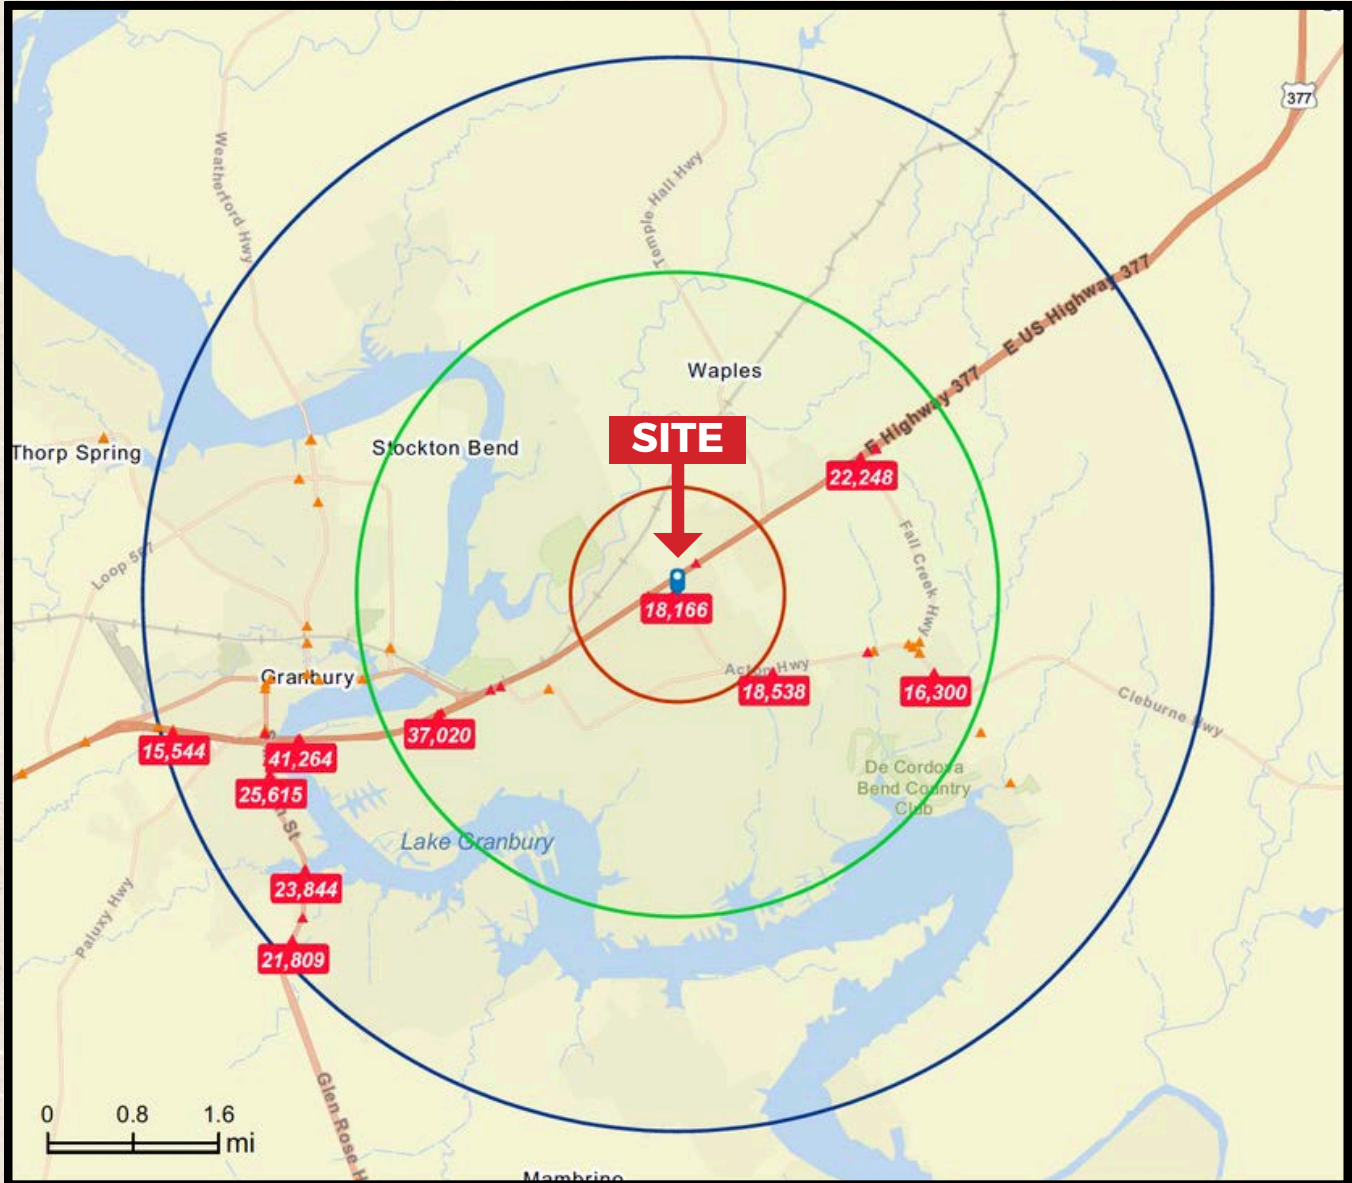 377
Weatherford Hwy
Temple Hall Hwy
E US Highway 377
Waples
E Highway 377
SITE
Stockton Bend
Thorp Spring
22,248
Loop 567
Fall Creek Hwy
18,166
Acton Hwy
Granbury
18,538
16,300
Cleburne Hwy
37,020
15,544
41,264
25,615
De Cordova
Bend Country
Club
Lake Granbury
23,844
Paluxy Hwy
21,809
Glen Rose H
0 0.8 1.6
mi
Mambrino